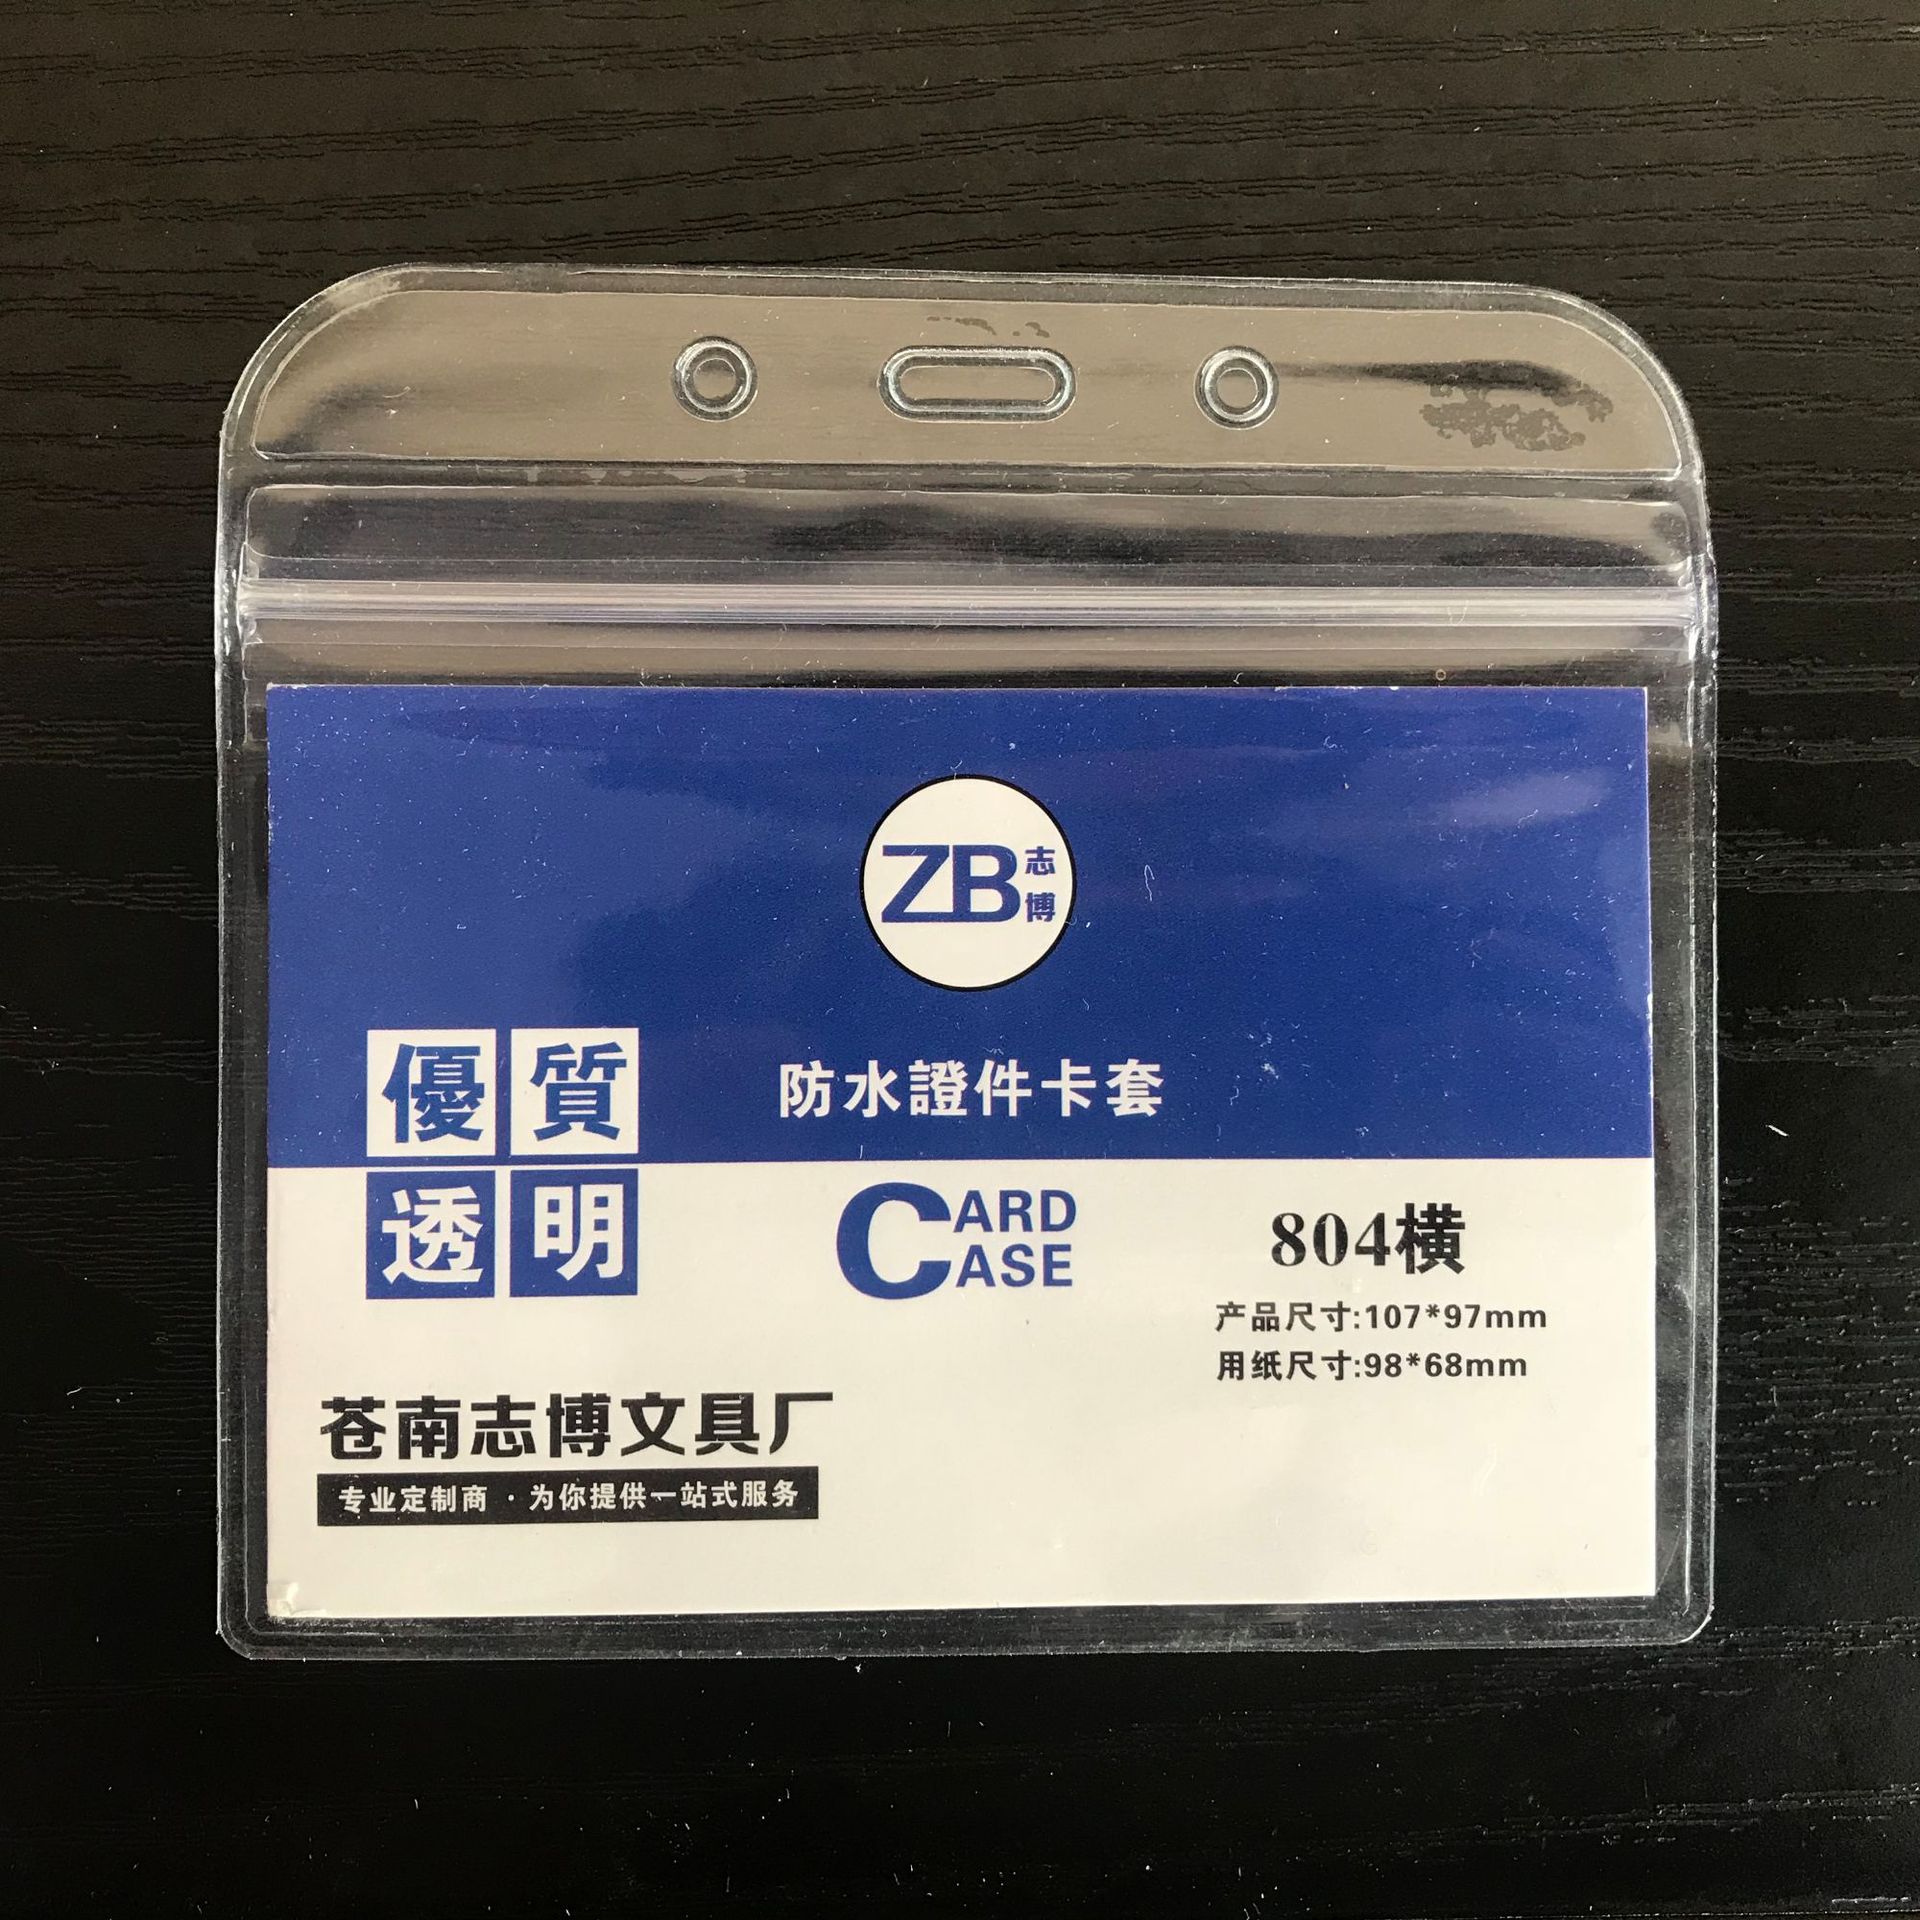 ZB志博
優質
防水證件卡套
透明
CARD
CASE
804横
产品尺寸:107*97mm
用纸尺寸:98*68mm
苍南志博文具厂
专业定制商·为你提供一站式服务